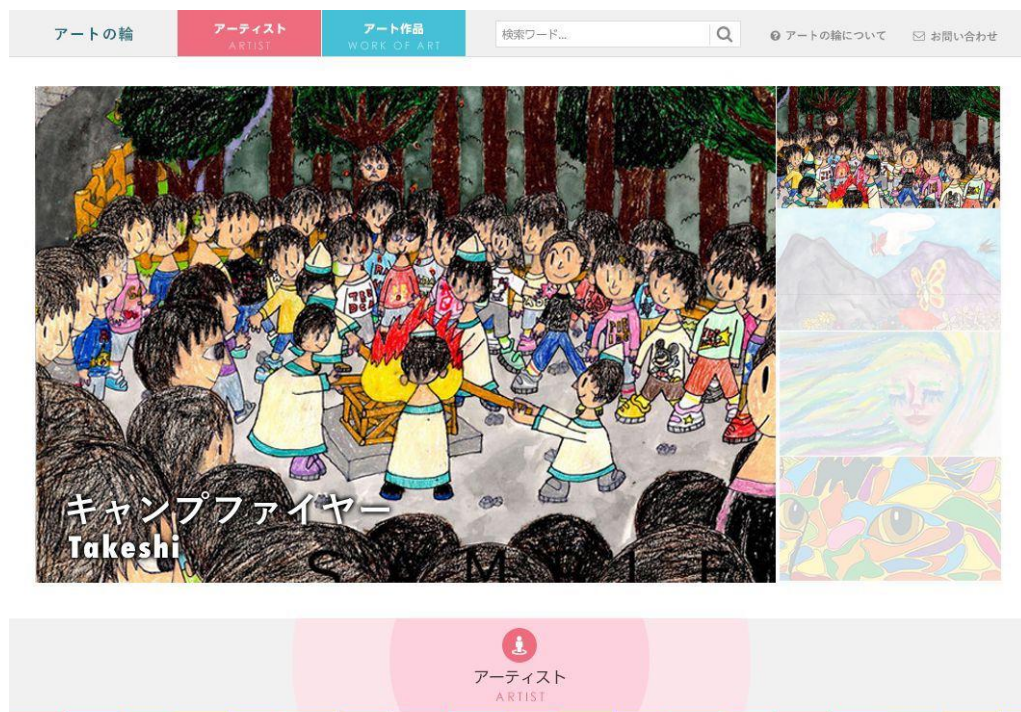 アートの輪
アーティスト
ARTIST
アート作品
WORK OF ART
検索ワード...
アートの輪について
お問い合わせ
キャンプファイヤー
Takeshi
アーティスト
ARTIST